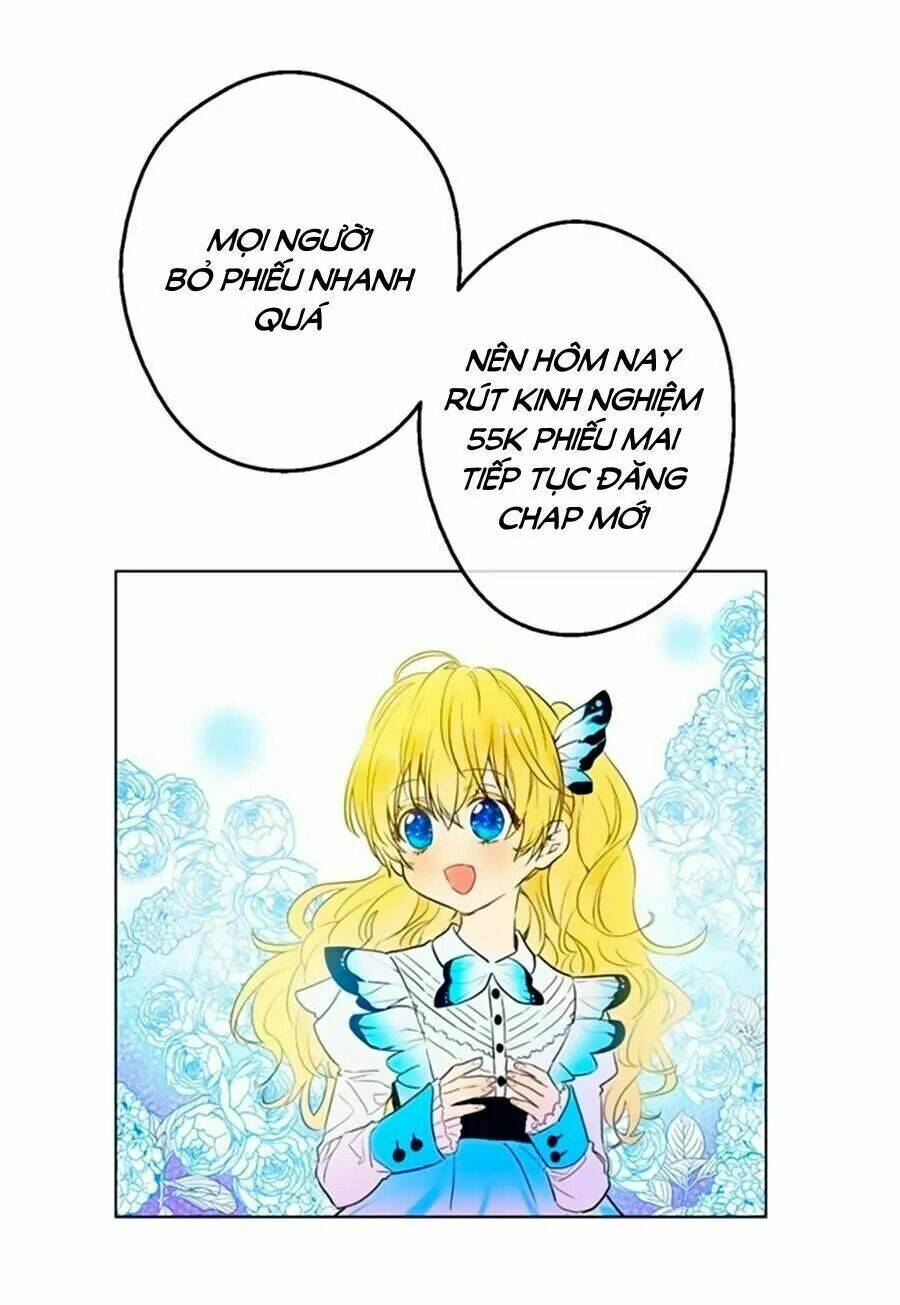 MỌI NGƯỜI
BỎ PHIẾU NHANH
QUÁ
NÊN HÔM NAY
RÚT KINH NGHIỆM
55K PHIẾU MAI
TIẾP TỤC ĐĂNG
CHAP MỚI